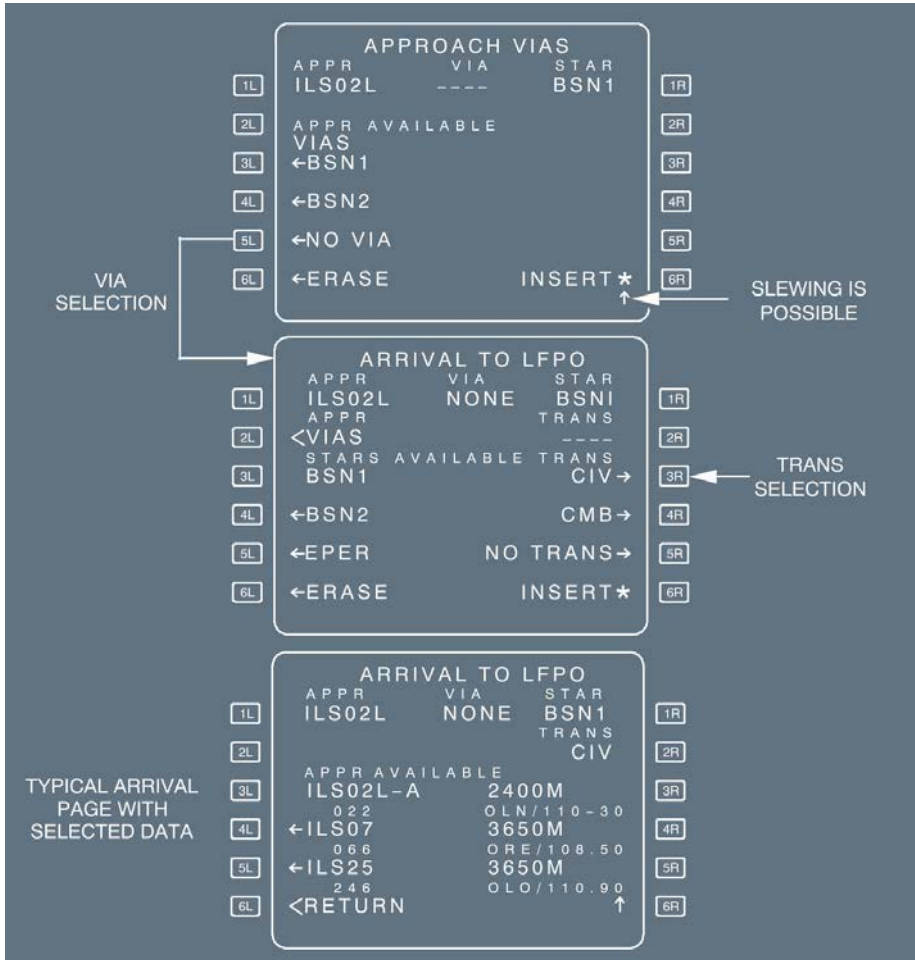 APPROACH VIAS
APPR VIA STAR
1L ILS02L ---- BSN1 1R
2L APPR AVAILABLE 2R
VIAS
3L ←BSN1 3R
4L ←BSN2 4R
5L ←NO VIA 5R
6L ←ERASE INSERT* 6R
↑
VIA
SELECTION
SLEWING IS
POSSIBLE
ARRIVAL TO LFPO
APPR VIA STAR
1L ILS02L NONE BSNI 1R
APPR TRANS
2L <VIAS ---- 2R
STARS AVAILABLE TRANS
3L BSN1 CIV→ 3R
4L ←BSN2 CMB→ 4R
5L ←EPER NO TRANS→ 5R
6L ←ERASE INSERT* 6R
TRANS
SELECTION
ARRIVAL TO LFPO
APPR VIA STAR
1L ILS02L NONE BSN1 1R
TRANS
2L CIV 2R
APPR AVAILABLE
3L ILS02L-A 2400M 3R
022 OLN/110-30
4L ←ILS07 3650M 4R
066 ORE/108.50
5L ←ILS25 3650M 5R
246 OLO/110.90
6L <RETURN ↑ 6R
TYPICAL ARRIVAL
PAGE WITH
SELECTED DATA